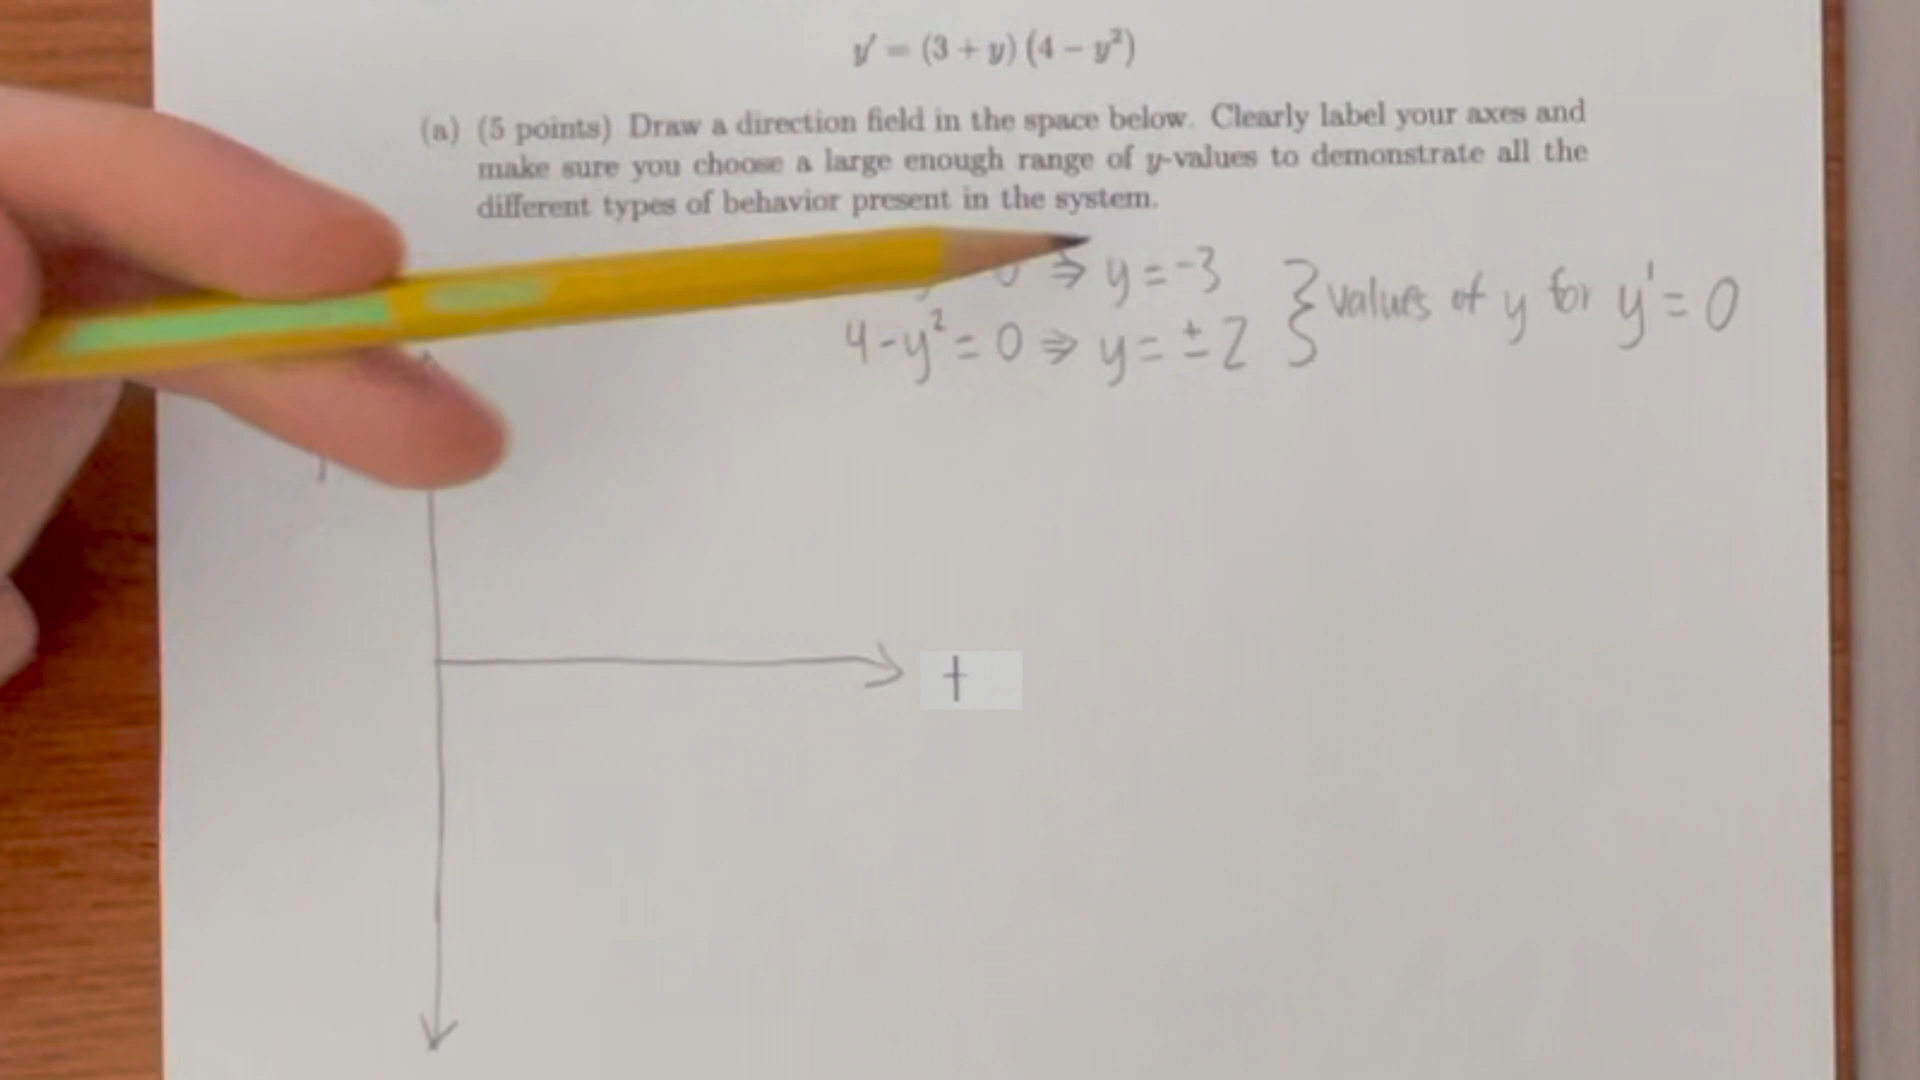 y' = (3 + y) (4 − y²)
(a) (5 points) Draw a direction field in the space below. Clearly label your axes and
make sure you choose a large enough range of y-values to demonstrate all the
different types of behavior present in the system.
⇒ y = -3
4-y² = 0 ⇒ y = ± 2
} values of y for y' = 0
t